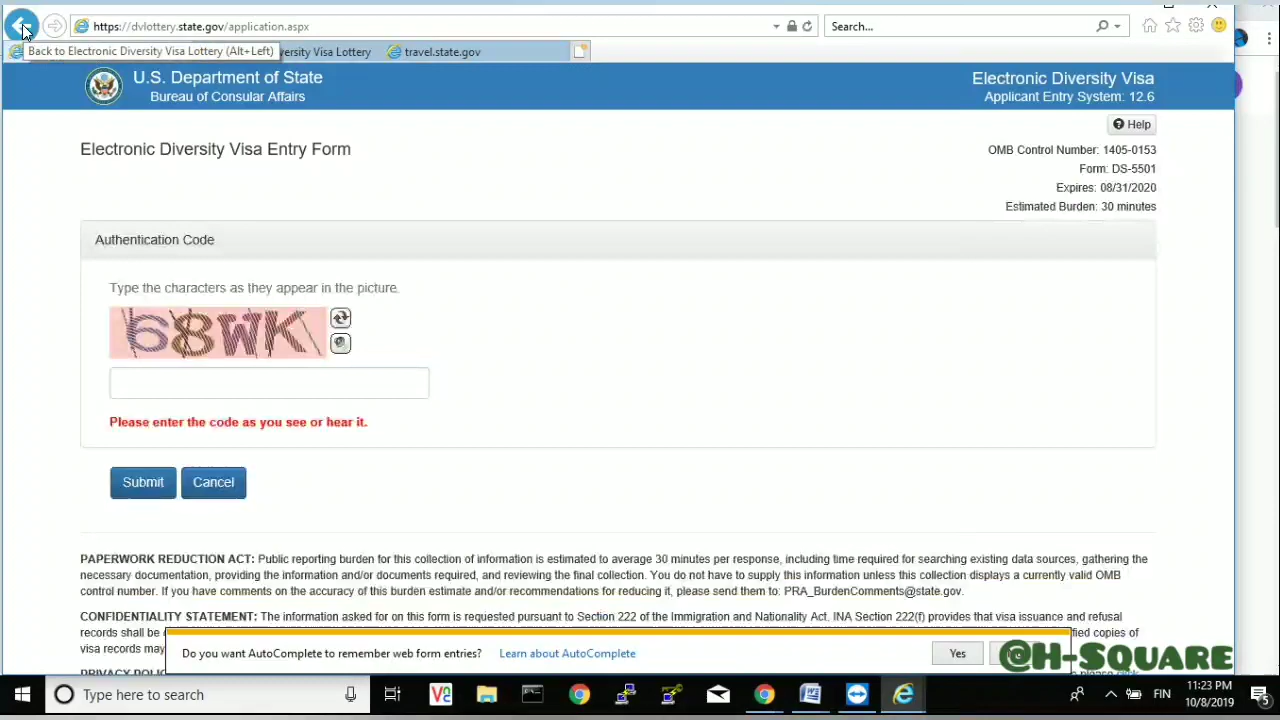 https://dvlottery.state.gov/application.aspx
Search...
Back to Electronic Diversity Visa Lottery (Alt+Left)
ersity Visa Lottery
travel.state.gov
U.S. Department of State
Bureau of Consular Affairs
Electronic Diversity Visa
Applicant Entry System: 12.6
Help
Electronic Diversity Visa Entry Form
OMB Control Number: 1405-0153
Form: DS-5501
Expires: 08/31/2020
Estimated Burden: 30 minutes
Authentication Code
Type the characters as they appear in the picture.
68WK
Please enter the code as you see or hear it.
Submit
Cancel
PAPERWORK REDUCTION ACT: Public reporting burden for this collection of information is estimated to average 30 minutes per response, including time required for searching existing data sources, gathering the
necessary documentation, providing the information and/or documents required, and reviewing the final collection. You do not have to supply this information unless this collection displays a currently valid OMB
control number. If you have comments on the accuracy of this burden estimate and/or recommendations for reducing it, please send them to: PRA_BurdenComments@state.gov.
CONFIDENTIALITY STATEMENT: The information asked for on this form is requested pursuant to Section 222 of the Immigration and Nationality Act. INA Section 222(f) provides that visa issuance and refusal
records shall be
fied copies of
visa records may
Do you want AutoComplete to remember web form entries?
Learn about AutoComplete
Yes
@H-SQUARE
Type here to search
FIN
11:23 PM
10/8/2019
5